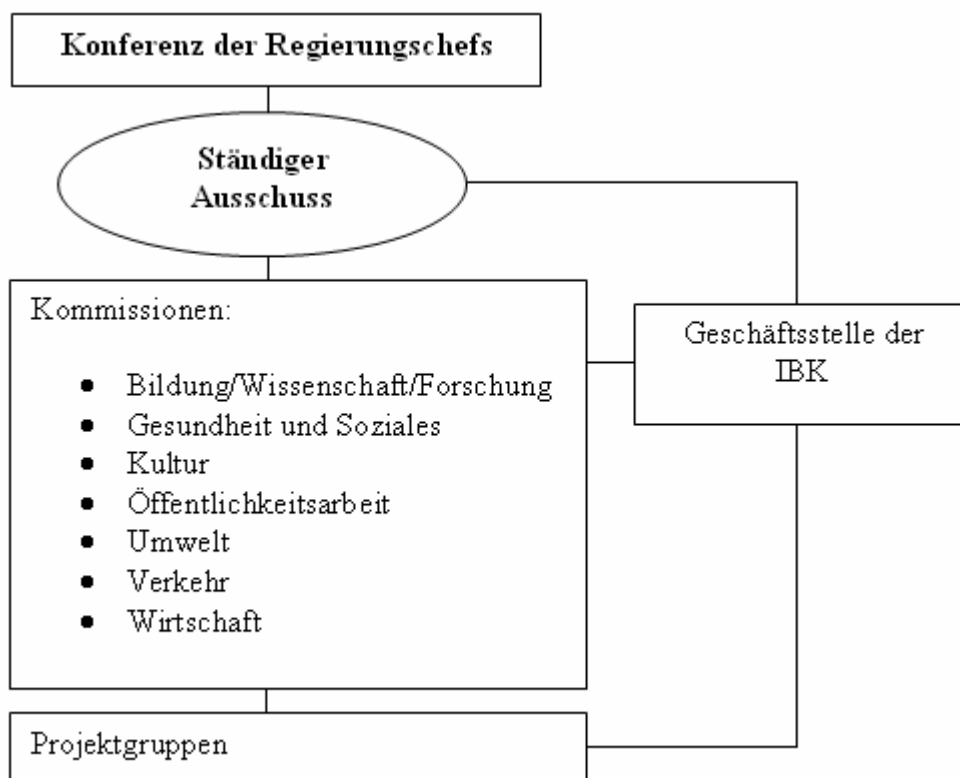 Konferenz der Regierungschefs
Ständiger
Ausschuss
Kommissionen:
● Bildung/Wissenschaft/Forschung
● Gesundheit und Soziales
● Kultur
● Öffentlichkeitsarbeit
● Umwelt
● Verkehr
● Wirtschaft
Geschäftsstelle der
IBK
Projektgruppen